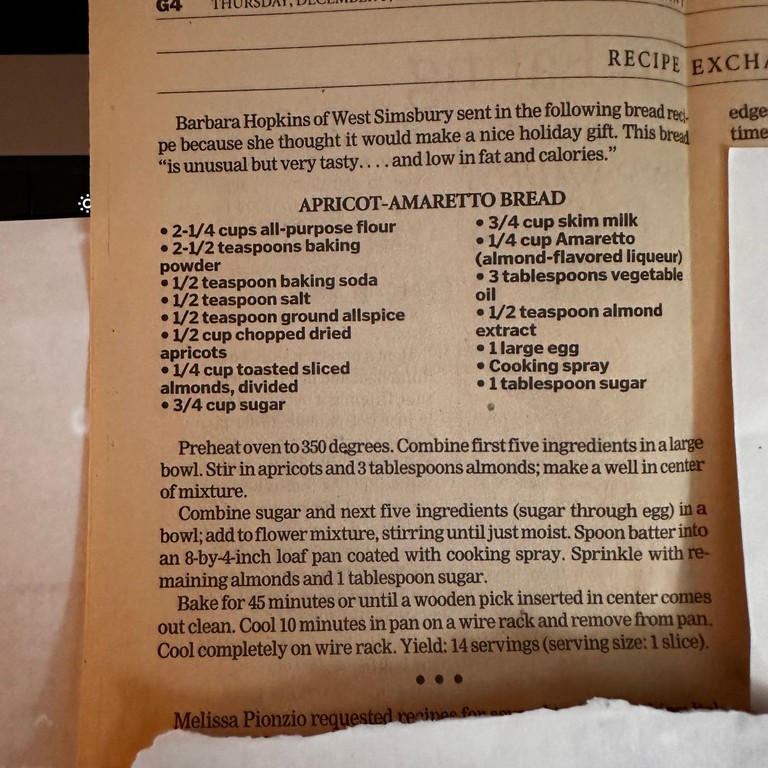 G4 THURSDAY, DECEMBER
RECIPE EXCHA
Barbara Hopkins of West Simsbury sent in the following bread reci-
pe because she thought it would make a nice holiday gift. This bread
“is unusual but very tasty. . . . and low in fat and calories.”
APRICOT-AMARETTO BREAD
• 2-1/4 cups all-purpose flour
• 2-1/2 teaspoons baking
powder
• 1/2 teaspoon baking soda
• 1/2 teaspoon salt
• 1/2 teaspoon ground allspice
• 1/2 cup chopped dried
apricots
• 1/4 cup toasted sliced
almonds, divided
• 3/4 cup sugar
• 3/4 cup skim milk
• 1/4 cup Amaretto
(almond-flavored liqueur)
• 3 tablespoons vegetable
oil
• 1/2 teaspoon almond
extract
• 1 large egg
• Cooking spray
• 1 tablespoon sugar
Preheat oven to 350 degrees. Combine first five ingredients in a large
bowl. Stir in apricots and 3 tablespoons almonds; make a well in center
of mixture.
Combine sugar and next five ingredients (sugar through egg) in a
bowl; add to flower mixture, stirring until just moist. Spoon batter into
an 8-by-4-inch loaf pan coated with cooking spray. Sprinkle with re-
maining almonds and 1 tablespoon sugar.
Bake for 45 minutes or until a wooden pick inserted in center comes
out clean. Cool 10 minutes in pan on a wire rack and remove from pan.
Cool completely on wire rack. Yield: 14 servings (serving size: 1 slice).
• • •
Melissa Pionzio requested recipes for
edge
time